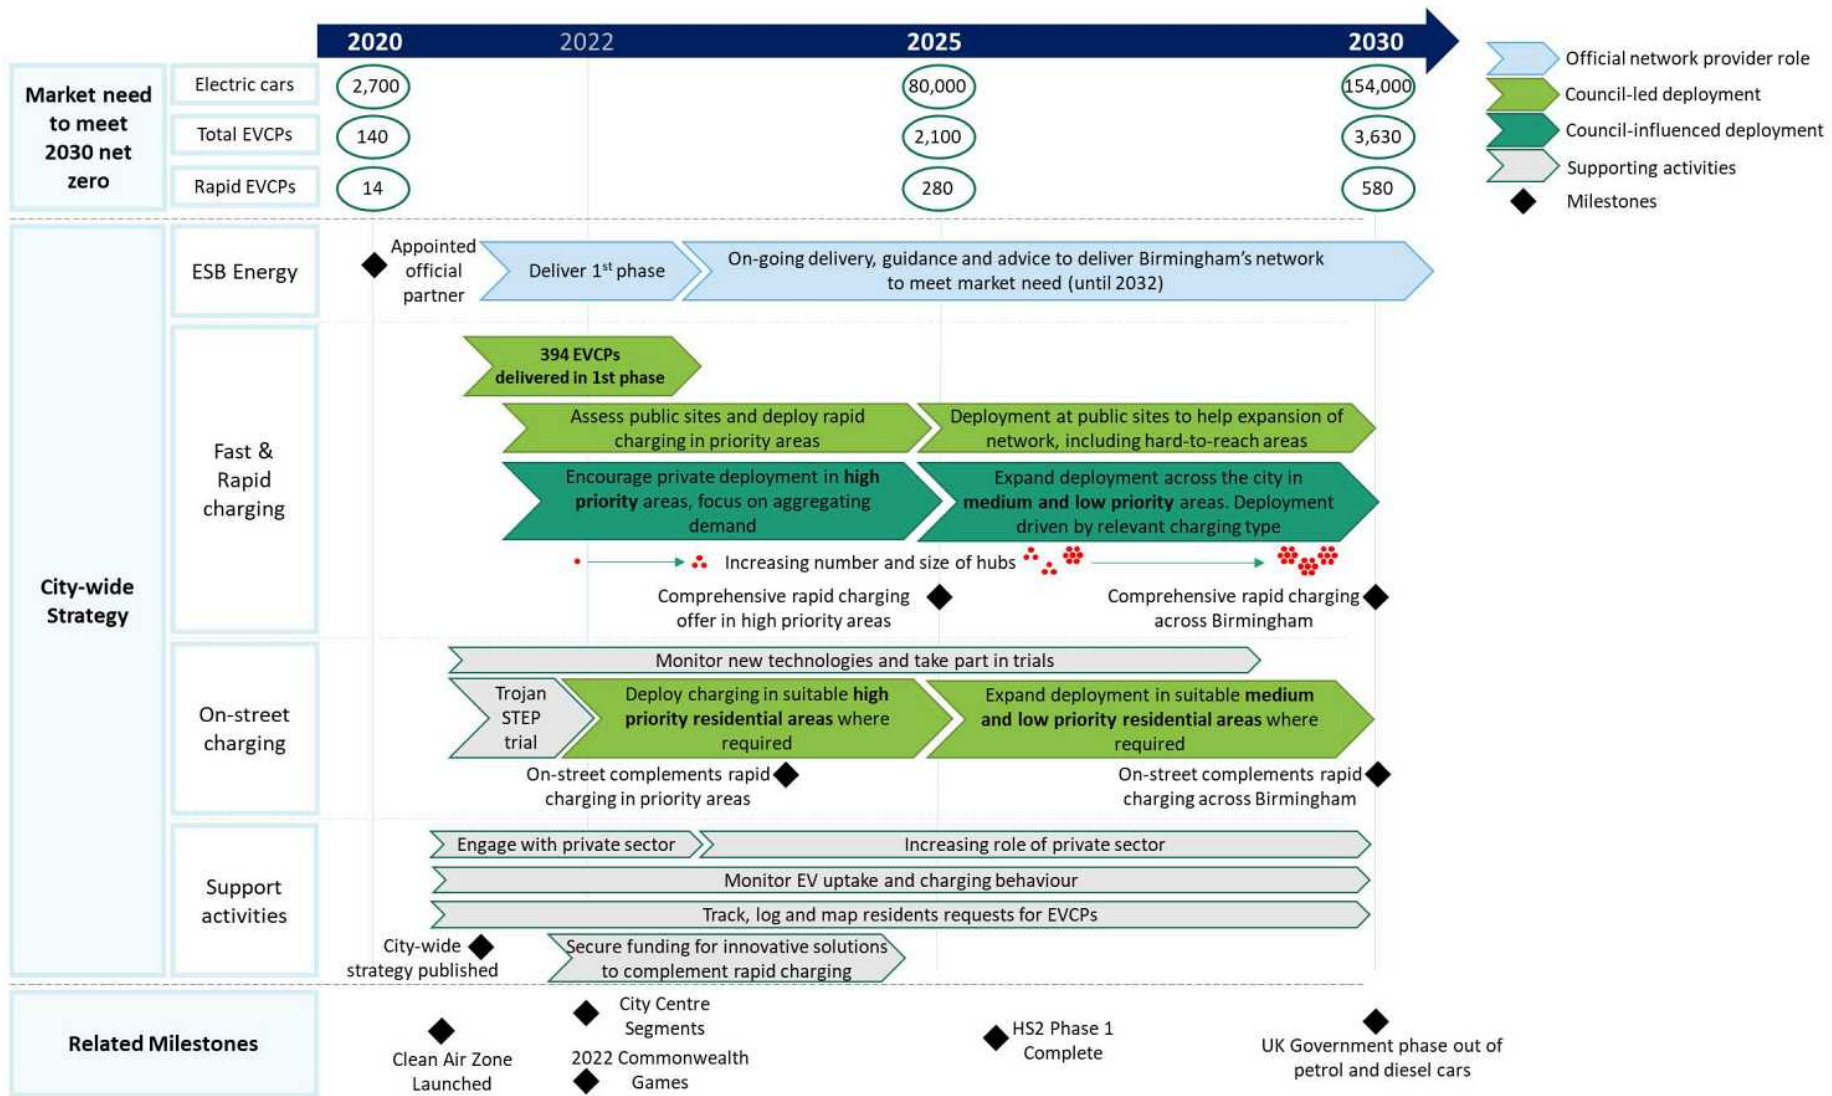 2020 2022 2025 2030
Market need
to meet
2030 net
zero
Electric cars 2,700 80,000 154,000
Total EVCPs 140 2,100 3,630
Rapid EVCPs 14 280 580
Official network provider role
Council-led deployment
Council-influenced deployment
Supporting activities
Milestones
City-wide
Strategy
ESB Energy
Appointed
official
partner
Deliver 1st phase
On-going delivery, guidance and advice to deliver Birmingham's network
to meet market need (until 2032)
Fast &
Rapid
charging
394 EVCPs
delivered in 1st phase
Assess public sites and deploy rapid
charging in priority areas
Deployment at public sites to help expansion of
network, including hard-to-reach areas
Encourage private deployment in high
priority areas, focus on aggregating
demand
Expand deployment across the city in
medium and low priority areas. Deployment
driven by relevant charging type
Increasing number and size of hubs
Comprehensive rapid charging
offer in high priority areas
Comprehensive rapid charging
across Birmingham
On-street
charging
Monitor new technologies and take part in trials
Trojan
STEP
trial
Deploy charging in suitable high
priority residential areas where
required
Expand deployment in suitable medium
and low priority residential areas where
required
On-street complements rapid
charging in priority areas
On-street complements rapid
charging across Birmingham
Support
activities
Engage with private sector
Increasing role of private sector
Monitor EV uptake and charging behaviour
Track, log and map residents requests for EVCPs
City-wide
strategy published
Secure funding for innovative solutions
to complement rapid charging
Related Milestones
Clean Air Zone
Launched
City Centre
Segments
2022 Commonwealth
Games
HS2 Phase 1
Complete
UK Government phase out of
petrol and diesel cars